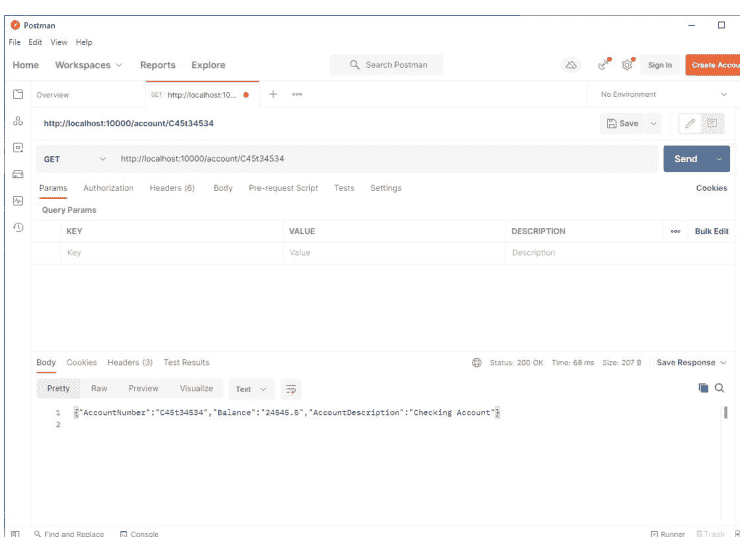 Postman
File Edit View Help
Home Workspaces Reports Explore Search Postman Sign In Create Accou
Overview GET http://localhost:10... No Environment
http://localhost:10000/account/C45t34534 Save
GET http://localhost:10000/account/C45t34534 Send
Params Authorization Headers (6) Body Pre-request Script Tests Settings Cookies
Query Params
KEY VALUE DESCRIPTION Bulk Edit
Key Value Description
Body Cookies Headers (3) Test Results Status: 200 OK Time: 68 ms Size: 207 B Save Response
Pretty Raw Preview Visualize Text
1 {"AccountNumber":"C45t34534","Balance":"24545.5","AccountDescription":"Checking Account"}
2
Find and Replace Console Runner Trash